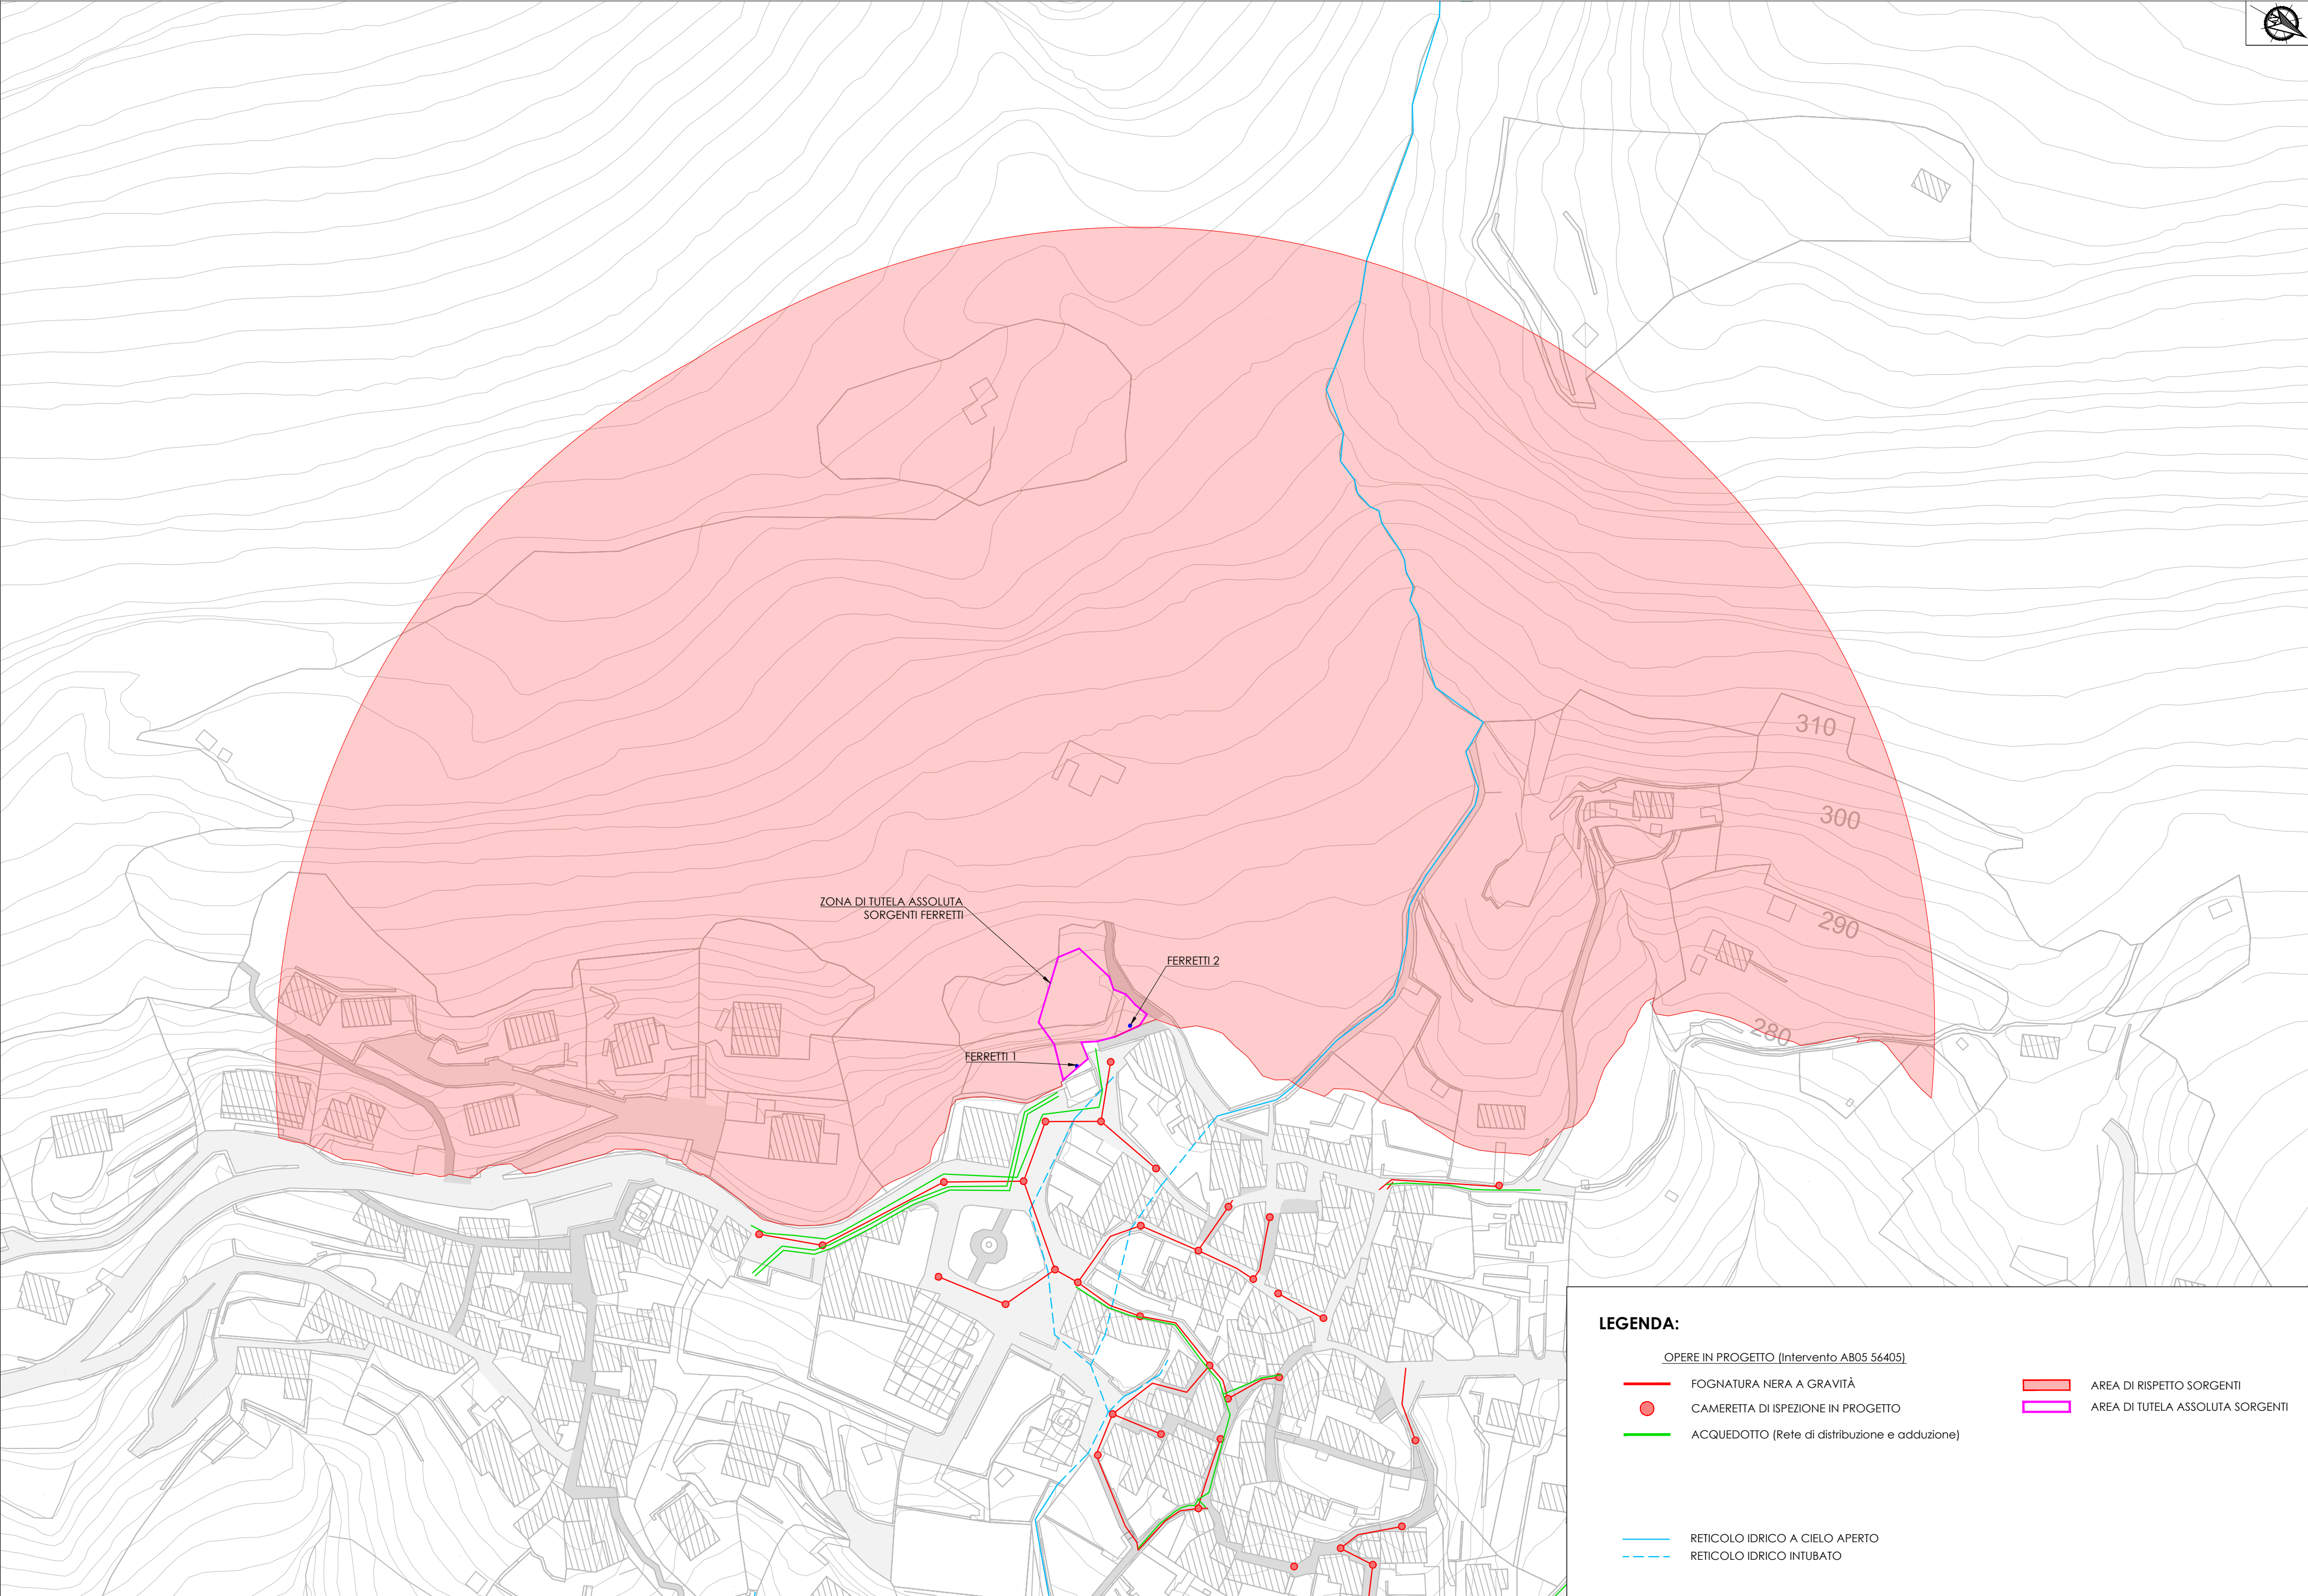 310
300
290
280
ZONA DI TUTELA ASSOLUTA
SORGENTI FERRETTI
FERRETTI 2
FERRETTI 1
LEGENDA:
OPERE IN PROGETTO (Intervento AB05 56405)
FOGNATURA NERA A GRAVITÀ
CAMERETTA DI ISPEZIONE IN PROGETTO
ACQUEDOTTO (Rete di distribuzione e adduzione)
AREA DI RISPETTO SORGENTI
AREA DI TUTELA ASSOLUTA SORGENTI
RETICOLO IDRICO A CIELO APERTO
RETICOLO IDRICO INTUBATO